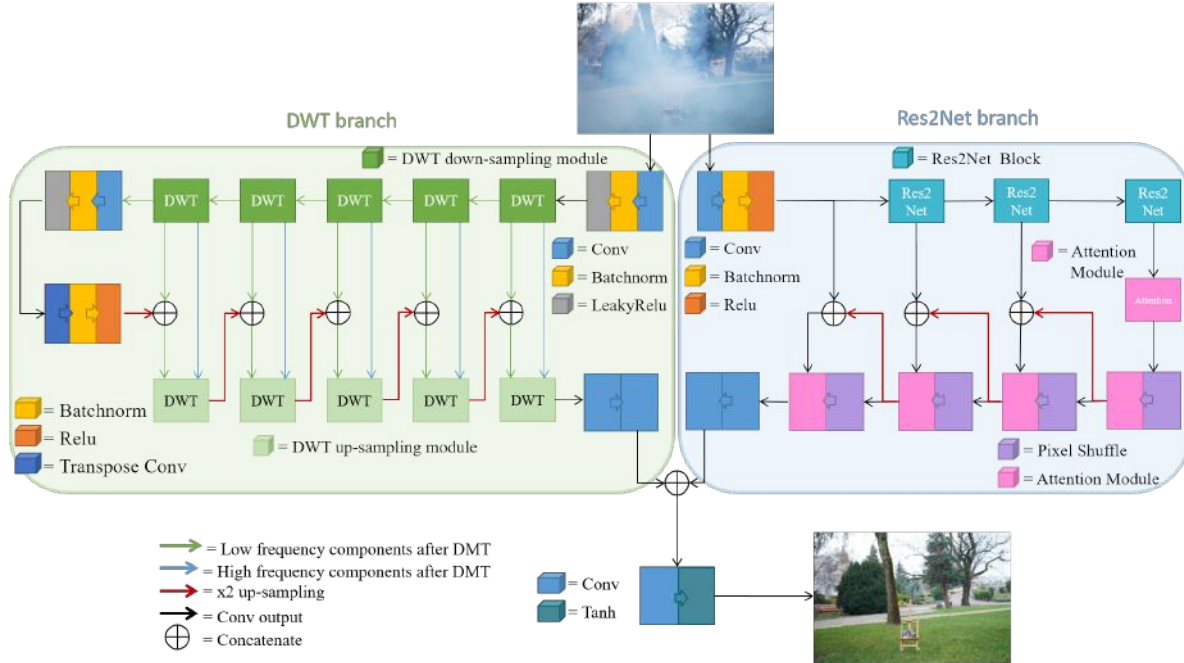 DWT branch
Res2Net branch
= DWT down-sampling module
= Res2Net Block
DWT
DWT
DWT
DWT
DWT
Res2
Net
Res2
Net
Res2
Net
= Conv
= Batchnorm
= LeakyRelu
= Conv
= Batchnorm
= Relu
= Attention
Module
Attention
DWT
DWT
DWT
DWT
DWT
= Batchnorm
= Relu
= Transpose Conv
= DWT up-sampling module
= Pixel Shuffle
= Attention Module
= Low frequency components after DMT
= High frequency components after DMT
= x2 up-sampling
= Conv output
= Concatenate
= Conv
= Tanh